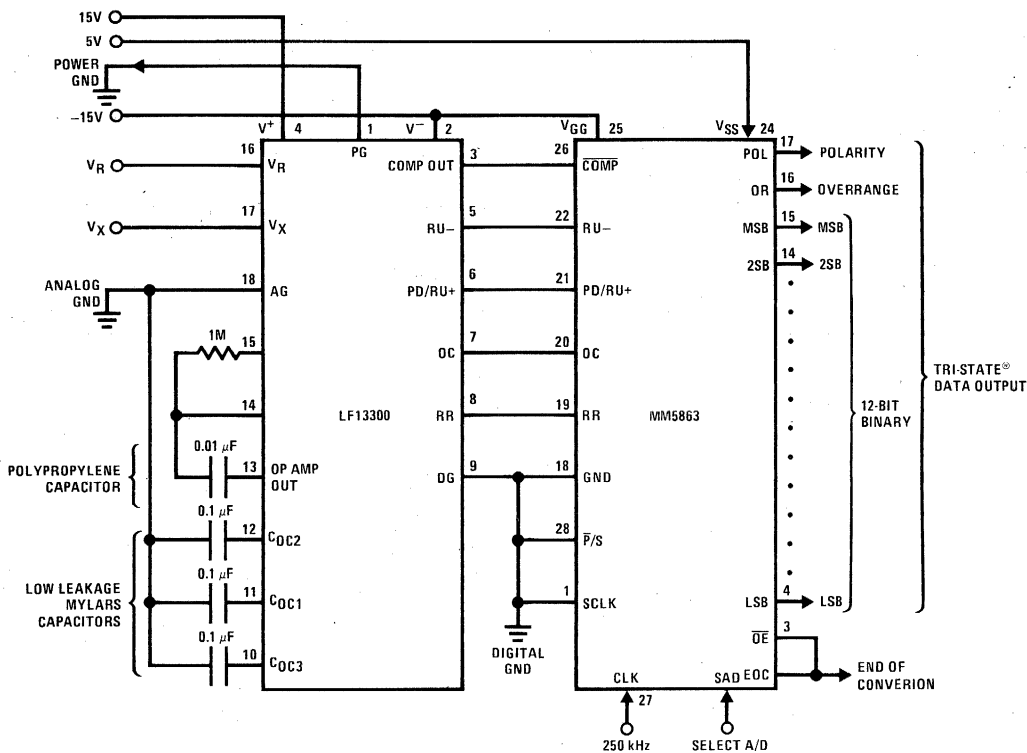 15V
5V
POWER
GND
-15V
V+ 4
1
PG
V− 2
VGG 25
VSS 24
VR
16
VR
VX
17
VX
ANALOG
GND
18
AG
1M
15
14
POLYPROPYLENE
CAPACITOR
0.01 µF
13
OP AMP
OUT
0.1 µF
12
COC2
LOW LEAKAGE
MYLARS
CAPACITORS
0.1 µF
11
COC1
0.1 µF
10
COC3
LF13300
COMP OUT
3
RU−
5
PD/RU+
6
OC
7
RR
8
DG
9
DIGITAL
GND
26
C̅O̅M̅P̅
22
RU−
21
PD/RU+
20
OC
19
RR
18
GND
28
P̅/S
1
SCLK
MM5863
POL
17
POLARITY
OR
16
OVERRANGE
MSB
15
MSB
2SB
14
2SB
12-BIT
BINARY
TRI-STATE®
DATA OUTPUT
LSB
4
LSB
O̅E̅
3
EOC
END OF
CONVERION
CLK
27
SAD
250 kHz
SELECT A/D